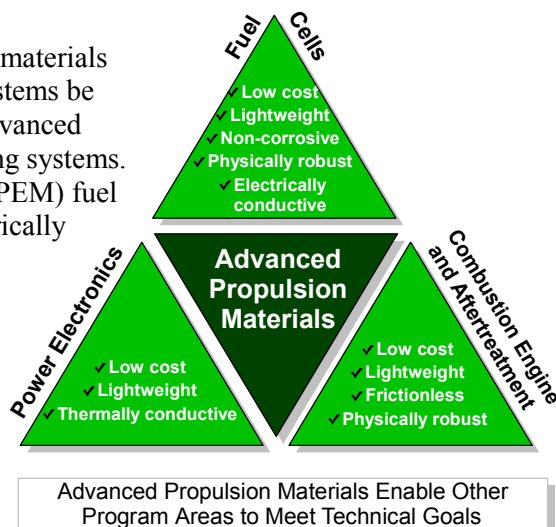 materials
stems be
dvanced
ng systems.
PEM) fuel
ically
Fuel Cells
✓ Low cost
✓ Lightweight
✓ Non-corrosive
✓ Physically robust
✓ Electrically
conductive
Advanced
Propulsion
Materials
Power Electronics
✓ Low cost
✓ Lightweight
✓ Thermally conductive
Combustion Engine
and Aftertreatment
✓ Low cost
✓ Lightweight
✓ Frictionless
✓ Physically robust
Advanced Propulsion Materials Enable Other
Program Areas to Meet Technical Goals